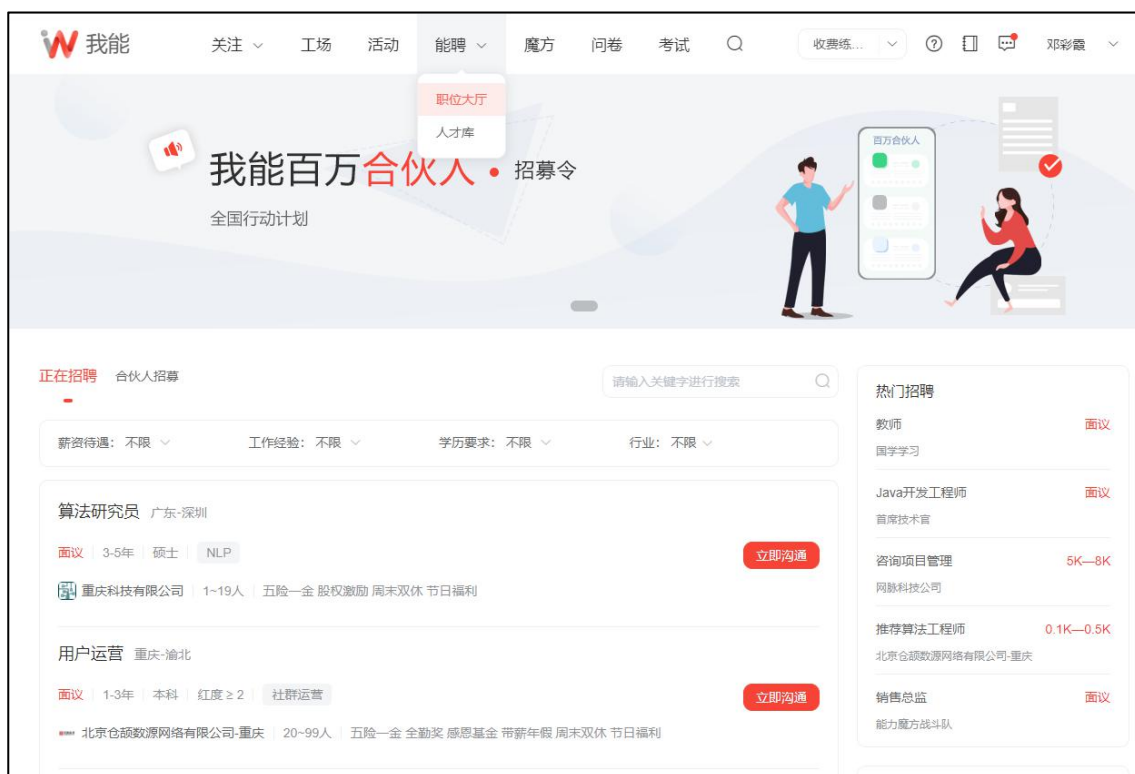 我能 关注 工场 活动 能聘 魔方 问卷 考试 收费练... 邓彩霞
职位大厅
人才库
我能百万合伙人·招募令
全国行动计划
百万合伙人
正在招聘 合伙人招募 请输入关键字进行搜索
薪资待遇：不限 工作经验：不限 学历要求：不限 行业：不限
算法研究员 广东-深圳
面议 3-5年 硕士 NLP 立即沟通
重庆科技有限公司 1~19人 五险一金 股权激励 周末双休 节日福利
用户运营 重庆-渝北
面议 1-3年 本科 红度≥2 社群运营 立即沟通
北京仓颉数源网络有限公司-重庆 20~99人 五险一金 全勤奖 感恩基金 带薪年假 周末双休 节日福利
热门招聘
教师 面议
国学学习
Java开发工程师 面议
首席技术官
咨询项目管理 5K—8K
网脉科技公司
推荐算法工程师 0.1K—0.5K
北京仓颉数源网络有限公司-重庆
销售总监 面议
能力魔方战斗队